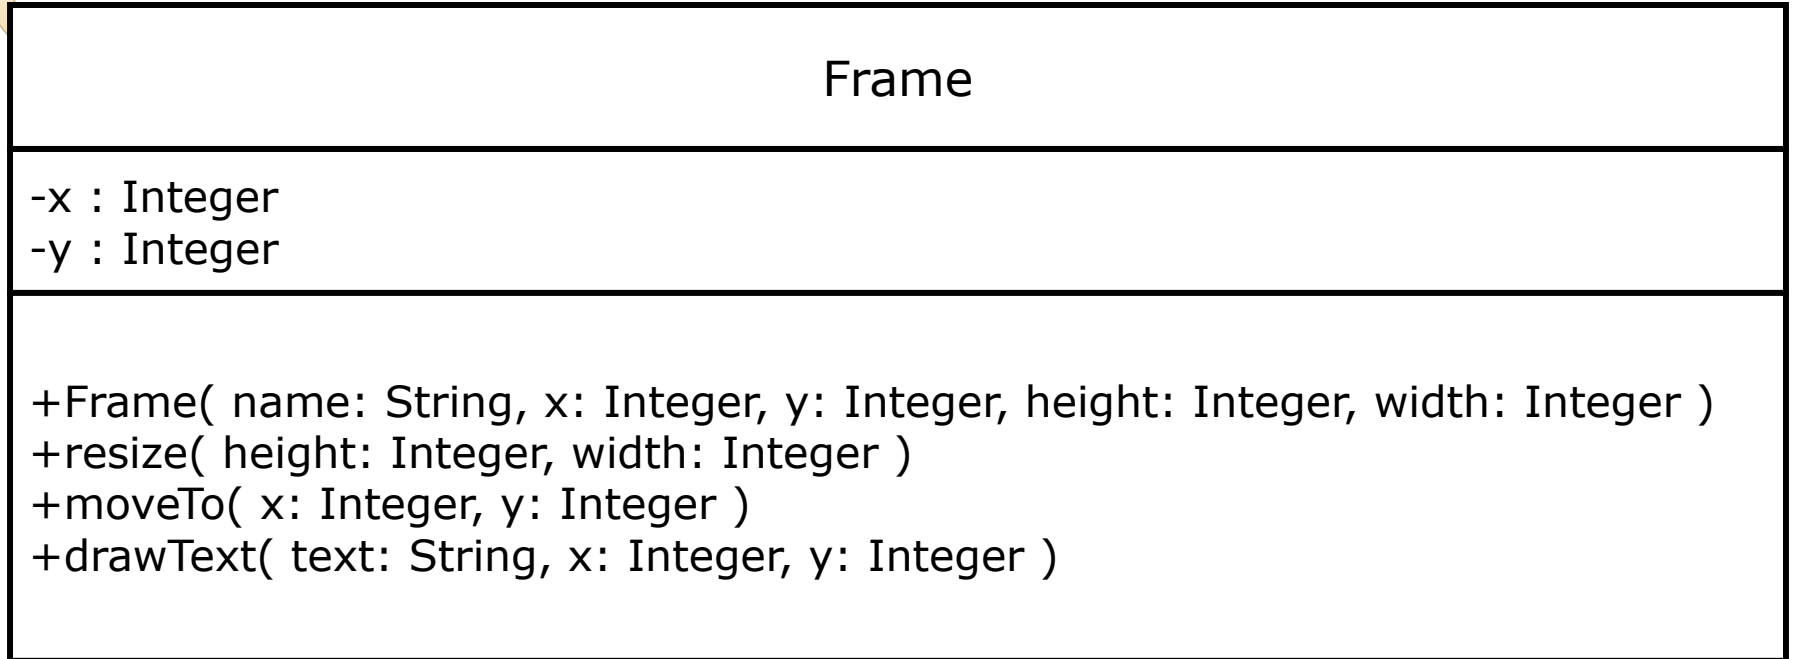 Frame
-x : Integer
-y : Integer
+Frame( name: String, x: Integer, y: Integer, height: Integer, width: Integer )
+resize( height: Integer, width: Integer )
+moveTo( x: Integer, y: Integer )
+drawText( text: String, x: Integer, y: Integer )